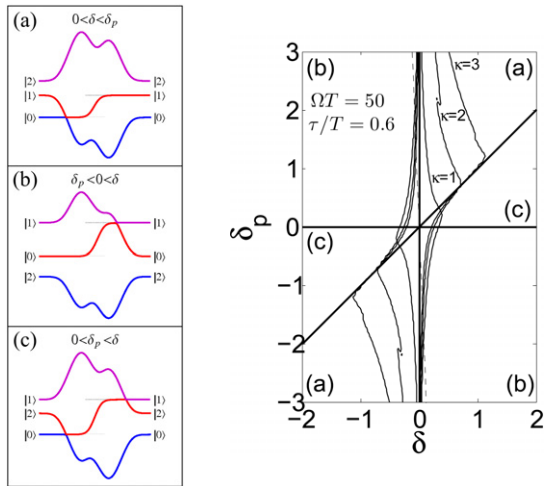 (a)
0<δ<δₚ
|2⟩ |2⟩
|1⟩ |1⟩
|0⟩ |0⟩
(b)
δₚ<0<δ
|1⟩ |1⟩
|0⟩ |0⟩
|2⟩ |2⟩
(c)
0<δₚ<δ
|1⟩ |1⟩
|2⟩ |2⟩
|0⟩ |0⟩
3
2
1
0
-1
-2
-3
δₚ
(b) κ=3 (a)
ΩT = 50
τ/T = 0.6
κ=2
κ=1
(c)
(c)
(a) (b)
-2 -1 0 1 2
δ